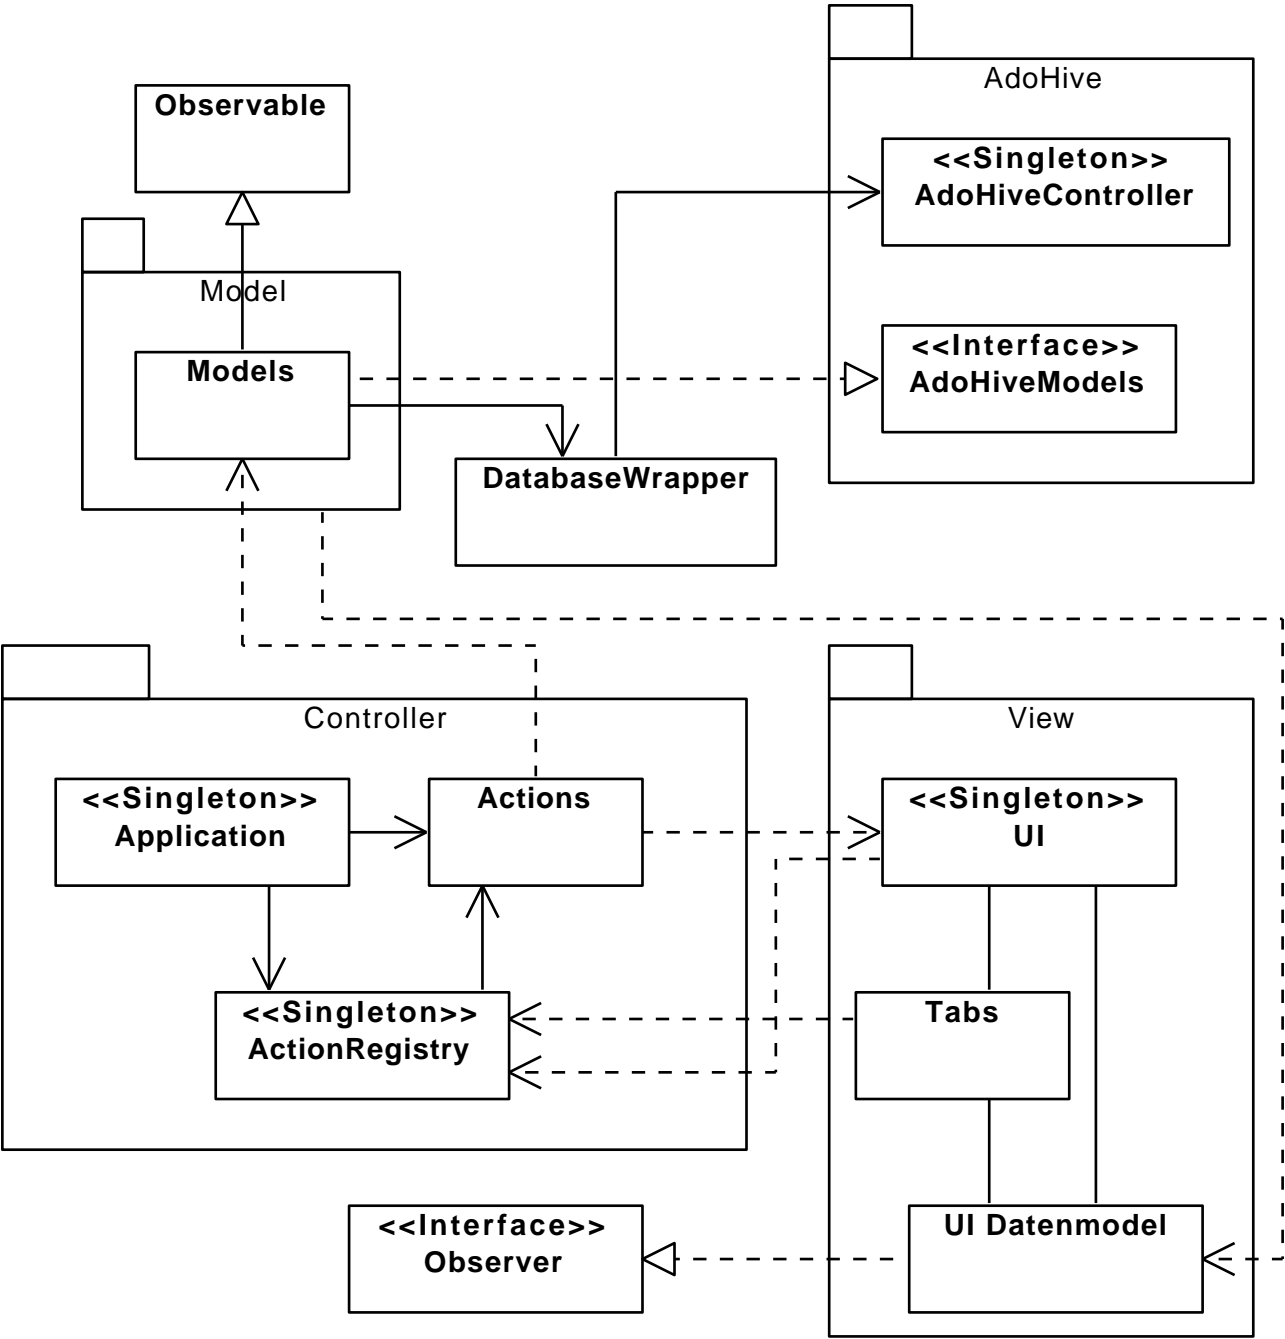 AdoHive
Observable
<<Singleton>>
AdoHiveController
Model
Models
<<Interface>>
AdoHiveModels
DatabaseWrapper
Controller
View
<<Singleton>>
Application
Actions
<<Singleton>>
UI
<<Singleton>>
ActionRegistry
Tabs
<<Interface>>
Observer
UI Datenmodel